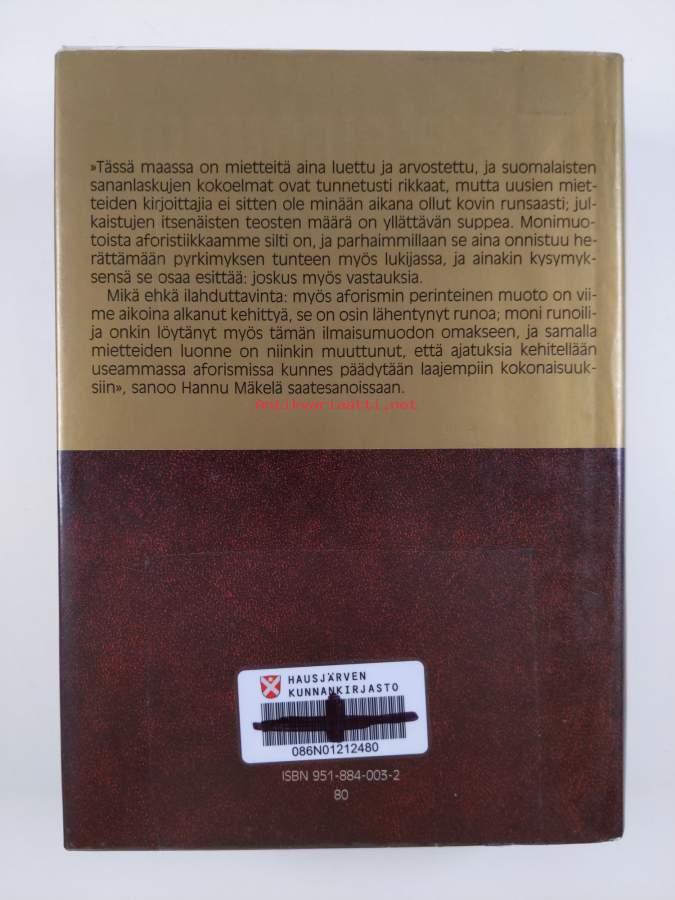 »Tässä maassa on mietteitä aina luettu ja arvostettu, ja suomalaisten
sananlaskujen kokoelmat ovat tunnetusti rikkaat, mutta uusien miet-
teiden kirjoittajia ei sitten ole minään aikana ollut kovin runsaasti; jul-
kaistujen itsenäisten teosten määrä on yllättävän suppea. Monimuo-
toista aforistiikkaamme silti on, ja parhaimmillaan se aina onnistuu he-
rättämään pyrkimyksen tunteen myös lukijassa, ja ainakin kysymyk-
sensä se osaa esittää: joskus myös vastauksia.
Mikä ehkä ilahduttavinta: myös aforismin perinteinen muoto on vii-
me aikoina alkanut kehittyä, se on osin lähentynyt runoa; moni runoili-
ja onkin löytänyt myös tämän ilmaisumuodon omakseen, ja samalla
mietteiden luonne on niinkin muuttunut, että ajatuksia kehitellään
useammassa aforismissa kunnes päädytään laajempiin kokonaisuuk-
siin», sanoo Hannu Mäkelä saatesanoissaan.
Antikvariaatti.net
HAUSJÄRVEN
KUNNANKIRJASTO
086N01212480
ISBN 951-884-003-2
80